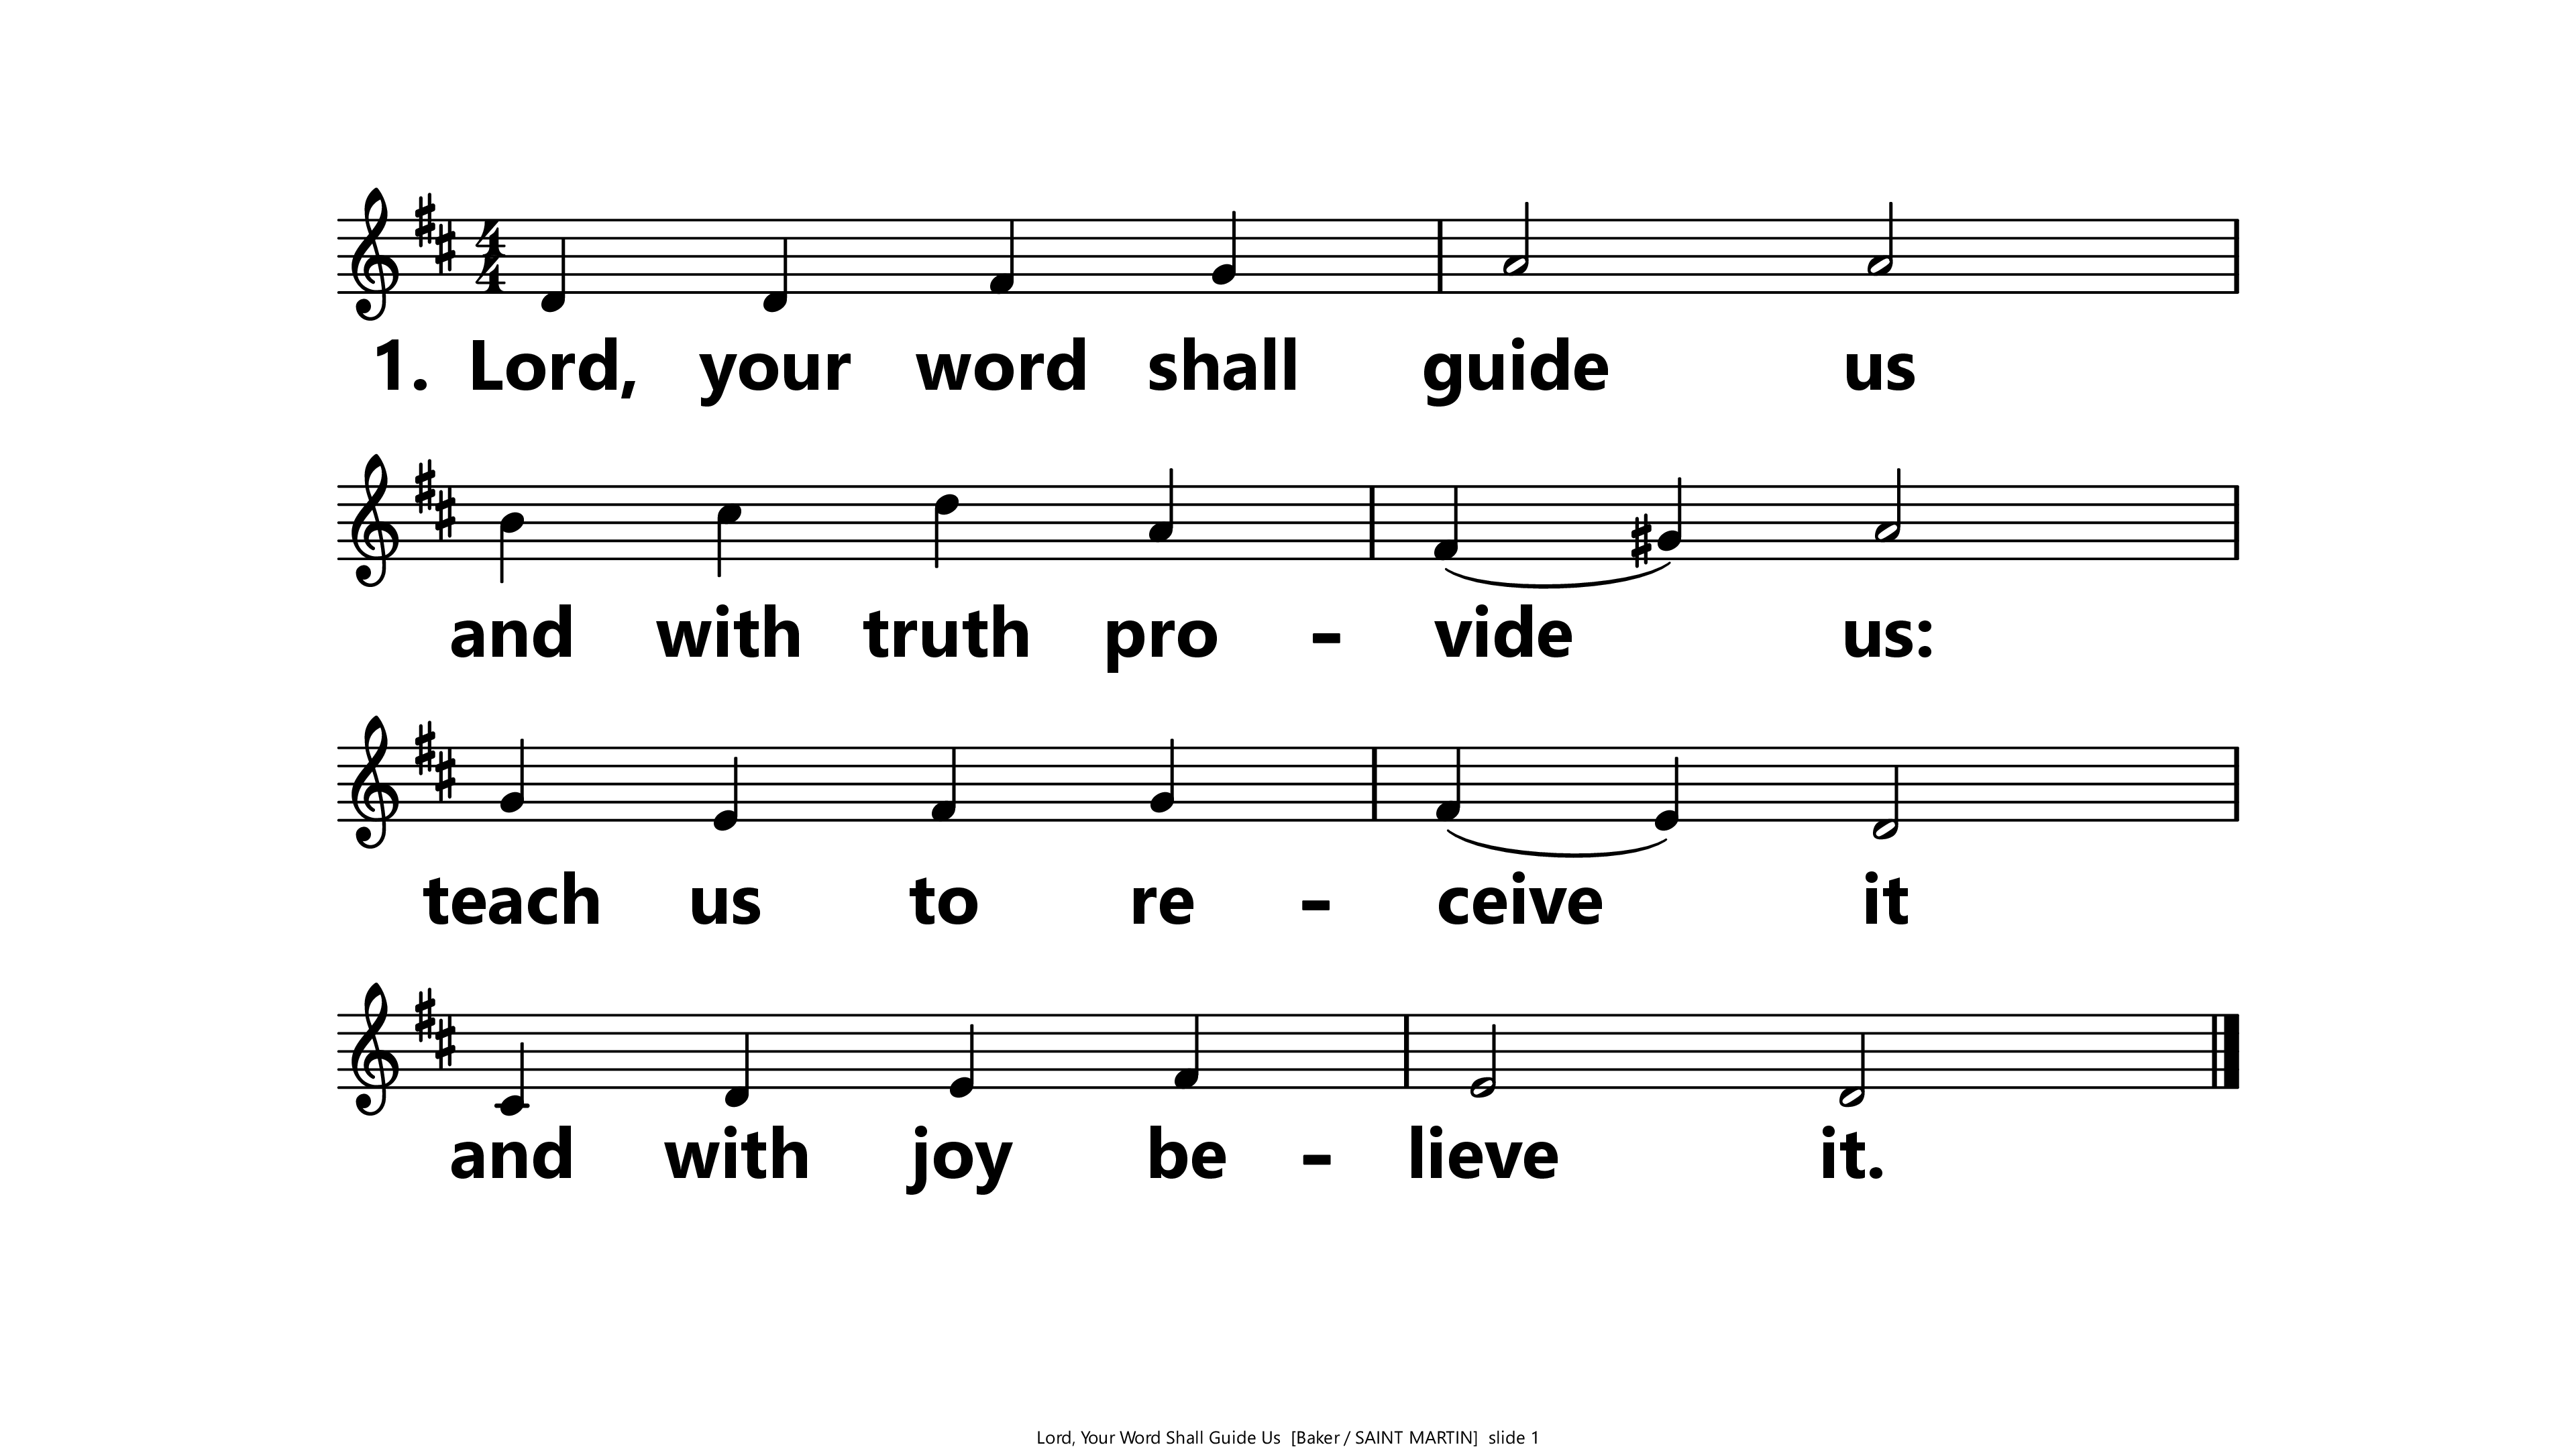 1. Lord, your word shall guide us
and with truth pro - vide us:
teach us to re - ceive it
and with joy be - lieve it.
Lord, Your Word Shall Guide Us [Baker / SAINT MARTIN] slide 1